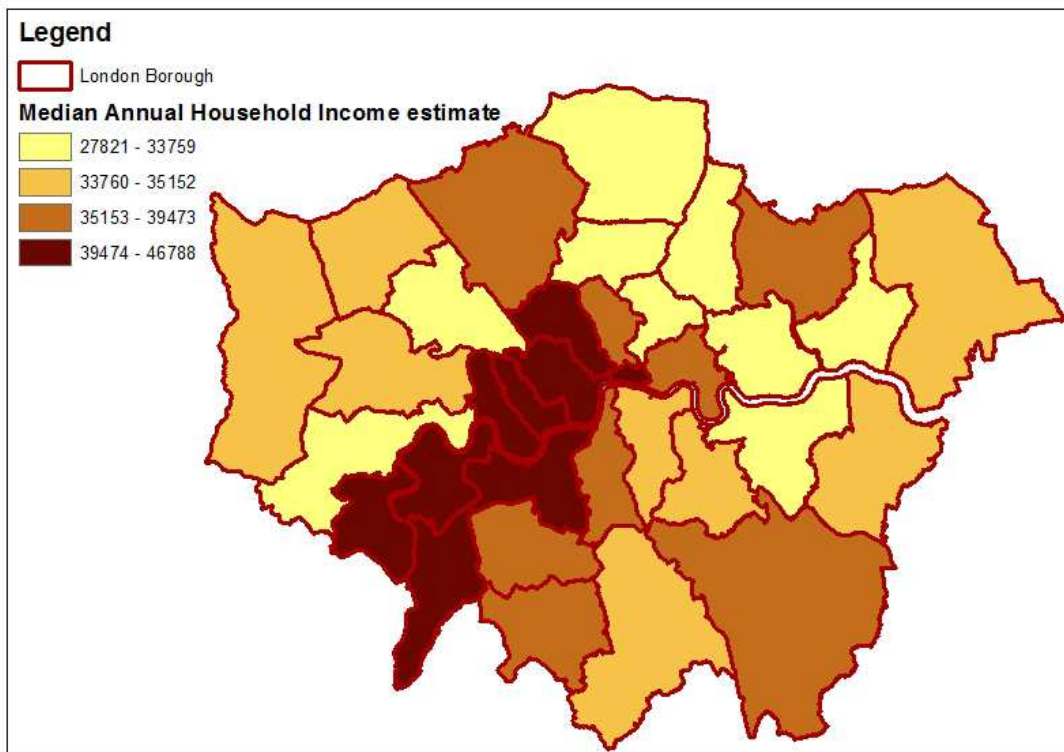 Legend
London Borough
Median Annual Household Income estimate
27821 - 33759
33760 - 35152
35153 - 39473
39474 - 46788